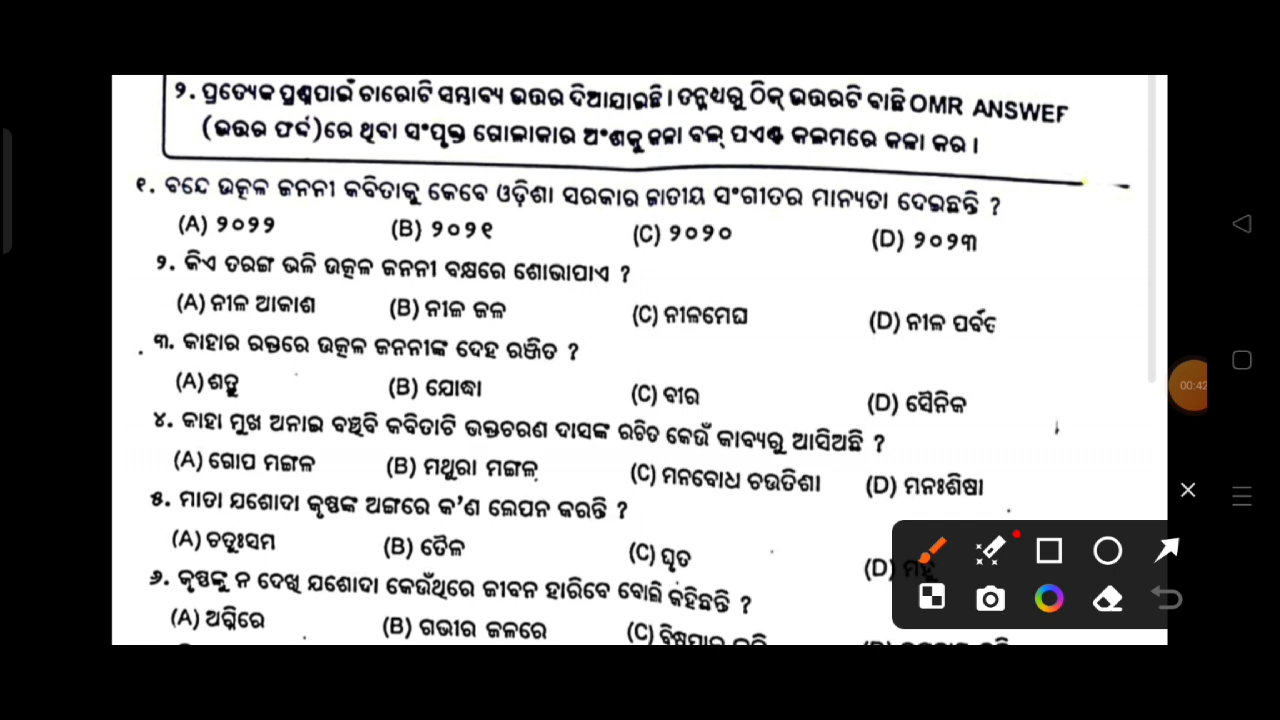 ୨. ପ୍ରତ୍ୟେକ ପ୍ରଶ୍ନପାଇଁ ଚାରୋଟି ସମ୍ଭାବ୍ୟ ଉତ୍ତର ଦିଆଯାଇଛି । ତନ୍ମଧ୍ୟରୁ ଠିକ୍ ଉତ୍ତରଟି ବାଛି OMR ANSWER
(ଉତ୍ତର ଫର୍ଦ୍ଦ)ରେ ଥିବା ସଂପୃକ୍ତ ଗୋଳାକାର ଅଂଶକୁ କଳା ବଲ୍ ପଏଣ୍ଟ କଲମରେ କଳା କର ।
୧. ବନ୍ଦେ ଉତ୍କଳ ଜନନୀ କବିତାକୁ କେବେ ଓଡ଼ିଶା ସରକାର ଜାତୀୟ ସଂଗୀତର ମାନ୍ୟତା ଦେଇଛନ୍ତି ?
(A) ୨୦୨୨ (B) ୨୦୨୧ (C) ୨୦୨୦ (D) ୨୦୨୩
୨. କିଏ ତରଙ୍ଗ ଭଳି ଉତ୍କଳ ଜନନୀ ବକ୍ଷରେ ଶୋଭାପାଏ ?
(A) ନୀଳ ଆକାଶ (B) ନୀଳ ଜଳ (C) ନୀଳମେଘ (D) ନୀଳ ପର୍ବତ
୩. କାହାର ରକ୍ତରେ ଉତ୍କଳ ଜନନୀଙ୍କ ଦେହ ରଞ୍ଜିତ ?
(A) ଶତ୍ରୁ (B) ଯୋଦ୍ଧା (C) ବୀର (D) ସୈନିକ
୪. କାହା ମୁଖ ଅନାଇ ବଞ୍ଚିବି କବିତାଟି ଭକ୍ତଚରଣ ଦାସଙ୍କ ରଚିତ କେଉଁ କାବ୍ୟରୁ ଆସିଅଛି ?
(A) ଗୋପ ମଙ୍ଗଳ (B) ମଥୁରା ମଙ୍ଗଳ (C) ମନବୋଧ ଚଉତିଶା (D) ମନଃଶିକ୍ଷା
୫. ମାତା ଯଶୋଦା କୃଷ୍ଣଙ୍କ ଅଙ୍ଗରେ କ'ଣ ଲେପନ କରନ୍ତି ?
(A) ଚତୁଃସମ (B) ତୈଳ (C) ଘୃତ (D) ମହୁ
୬. କୃଷ୍ଣଙ୍କୁ ନ ଦେଖି ଯଶୋଦା କେଉଁଥିରେ ଜୀବନ ହାରିବେ ବୋଲି କହିଛନ୍ତି ?
(A) ଅଗ୍ନିରେ (B) ଗଭୀର ଜଳରେ (C)
00:42